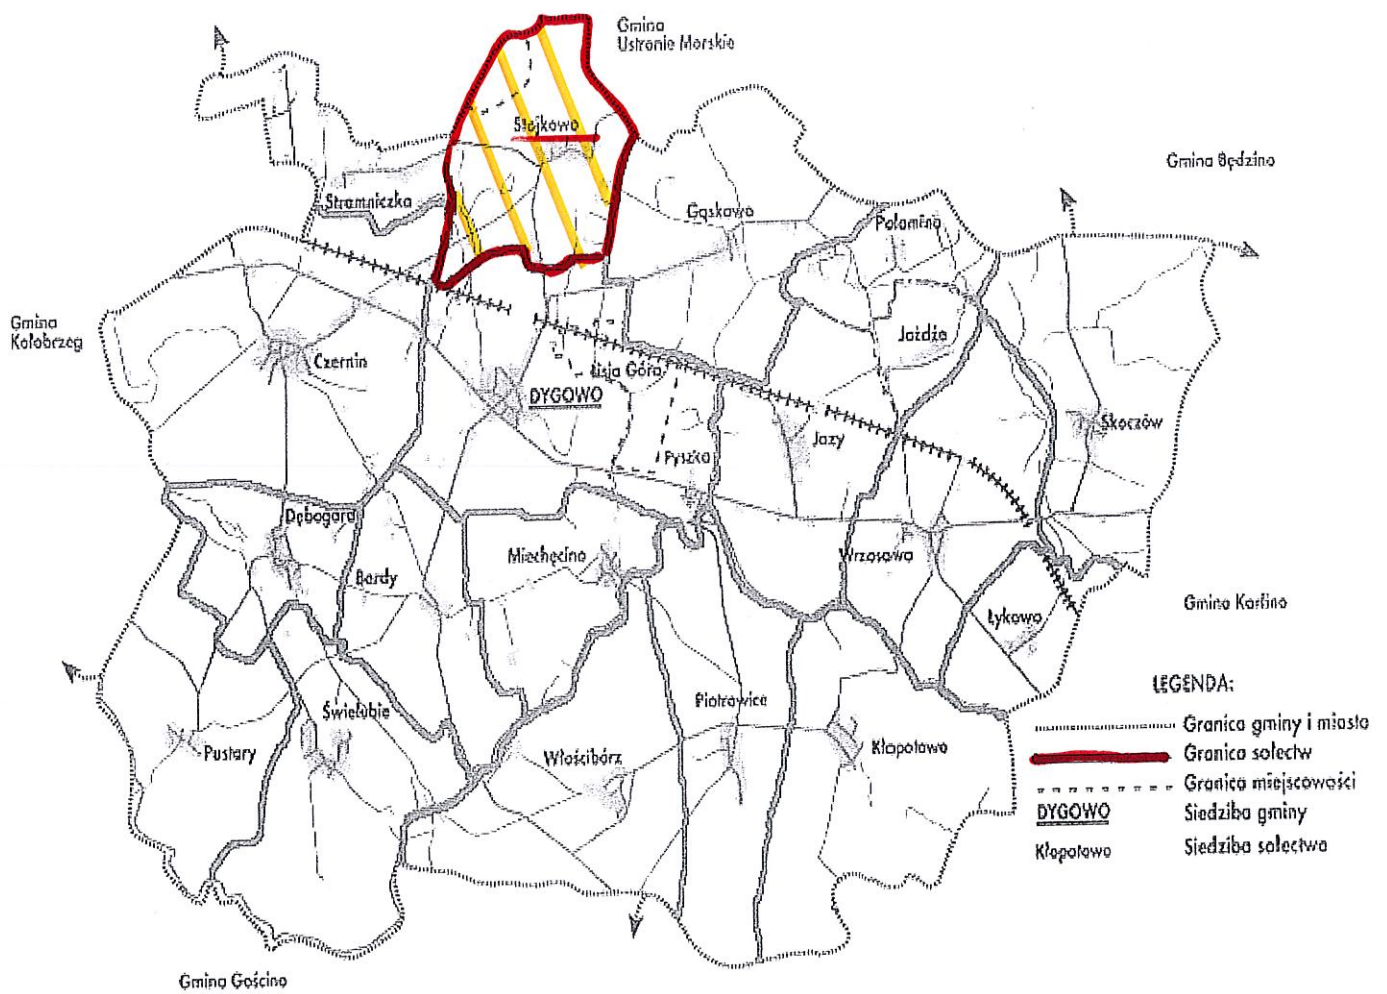 Gmina
Ustronie Morskie
Stojkowo
Gmina Będzino
Stramniczka
Gąskowo
Połomino
Gmina
Kołobrzeg
Czernin
Jażdże
Lisia Góra
DYGOWO
Skoczów
Jazy
Pyszka
Dębogard
Miechęcino
Wrzosowo
Bardy
Gmina Karlino
Łykowo
LEGENDA:
Piotrowice
Świelubie
Granica gminy i miasta
Pustary
Włościbórz
Kłopotowo
Granica sołectw
Granica miejscowości
DYGOWO
Siedziba gminy
Kłopotowo
Siedziba sołectwa
Gmina Gościno